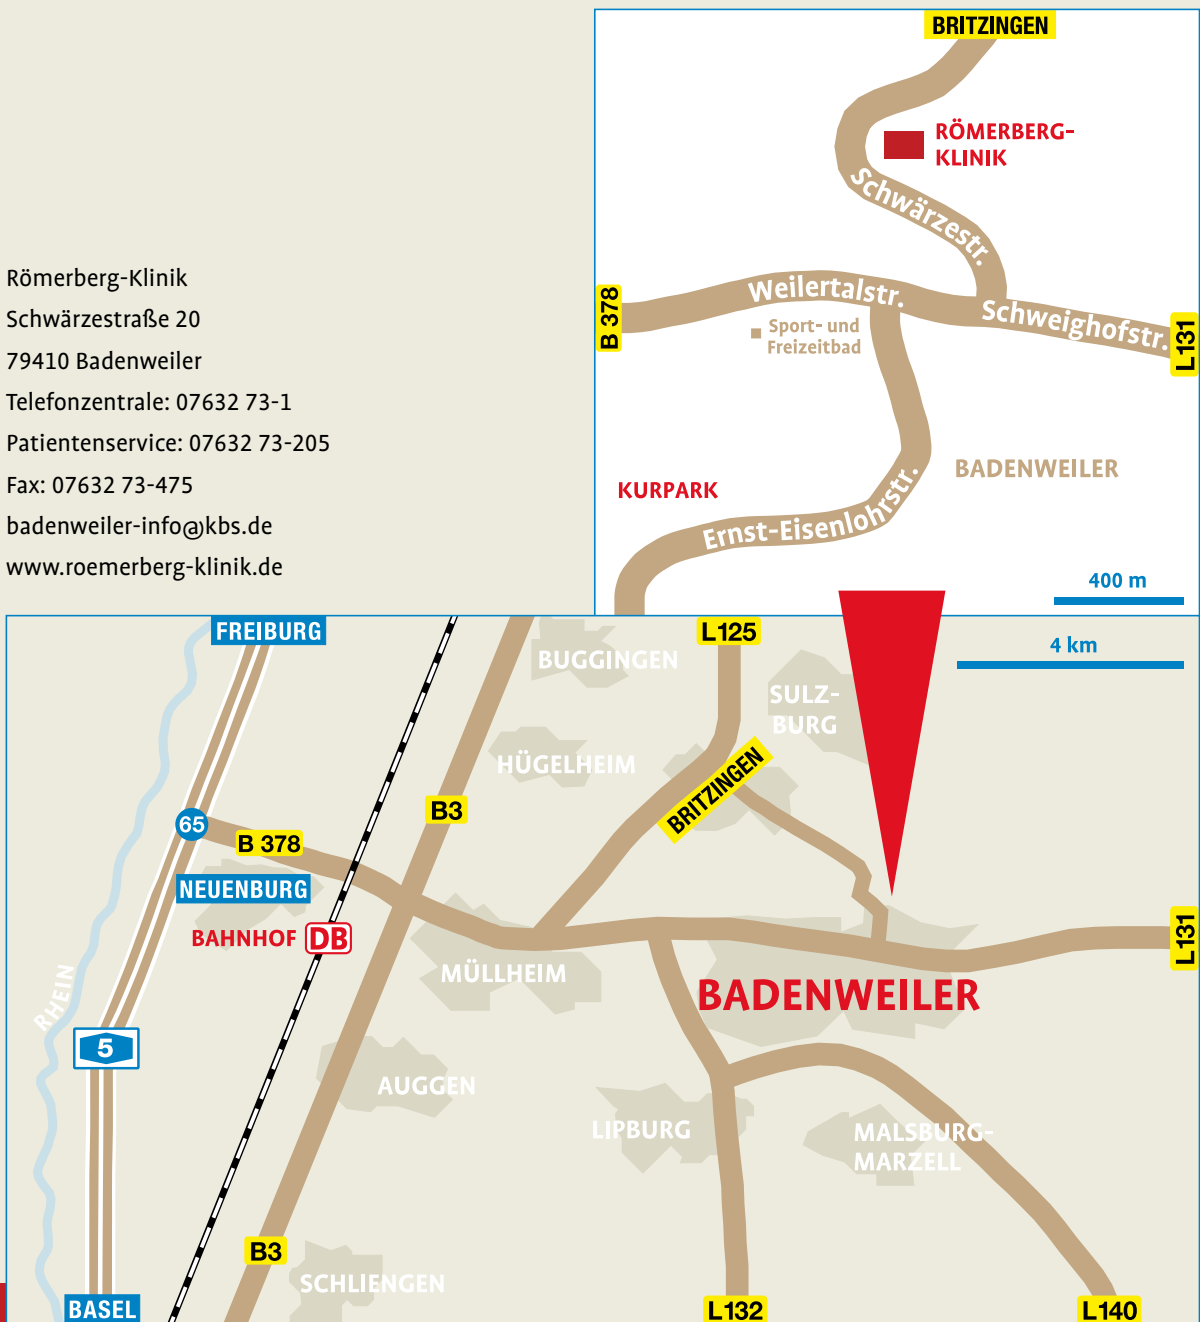 Römerberg-Klinik
Schwärzestraße 20
79410 Badenweiler
Telefonzentrale: 07632 73-1
Patientenservice: 07632 73-205
Fax: 07632 73-475
badenweiler-info@kbs.de
www.roemerberg-klinik.de
BRITZINGEN
RÖMERBERG-
KLINIK
Schwärzestr.
Weilertalstr.
Schweighofstr.
B 378
L131
Sport- und
Freizeitbad
BADENWEILER
KURPARK
Ernst-Eisenlohrstr.
400 m
FREIBURG
L125
4 km
BUGGINGEN
SULZ-
BURG
HÜGELHEIM
BRITZINGEN
B3
65
B 378
NEUENBURG
BAHNHOF DB
L131
MÜLLHEIM
BADENWEILER
RHEIN
5
AUGGEN
LIPBURG
MALSBURG-
MARZELL
B3
SCHLIENGEN
BASEL
L132
L140